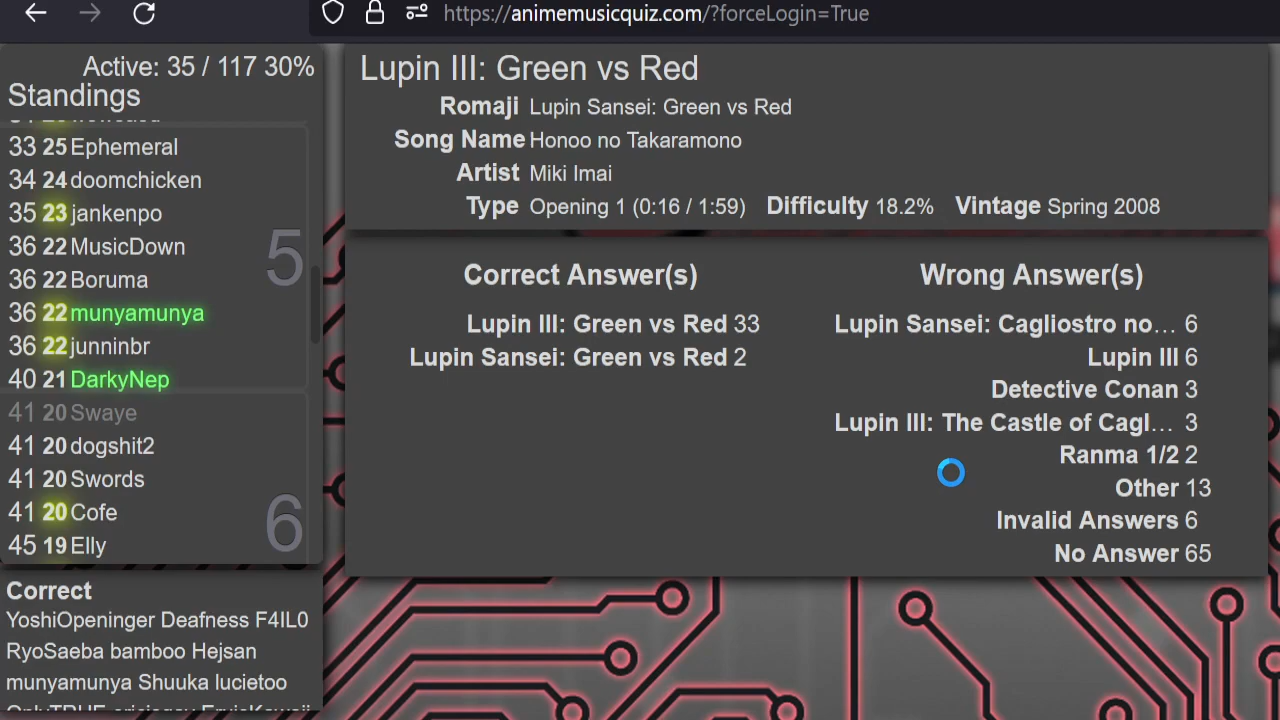 https://animemusicquiz.com/?forceLogin=True
Active: 35 / 117 30%
Standings
33 25 Ephemeral
34 24 doomchicken
35 23 jankenpo
36 22 MusicDown
36 22 Boruma
36 22 munyamunya
36 22 junninbr
40 21 DarkyNep
5
41 20 Swaye
41 20 dogshit2
41 20 Swords
41 20 Cofe
45 19 Elly
6
Correct
YoshiOpeninger Deafness F4IL0
RyoSaeba bamboo Hejsan
munyamunya Shuuka lucietoo
Lupin III: Green vs Red
Romaji Lupin Sansei: Green vs Red
Song Name Honoo no Takaramono
Artist Miki Imai
Type Opening 1 (0:16 / 1:59) Difficulty 18.2% Vintage Spring 2008
Correct Answer(s)
Lupin III: Green vs Red 33
Lupin Sansei: Green vs Red 2
Wrong Answer(s)
Lupin Sansei: Cagliostro no... 6
Lupin III 6
Detective Conan 3
Lupin III: The Castle of Cagl... 3
Ranma 1/2 2
Other 13
Invalid Answers 6
No Answer 65